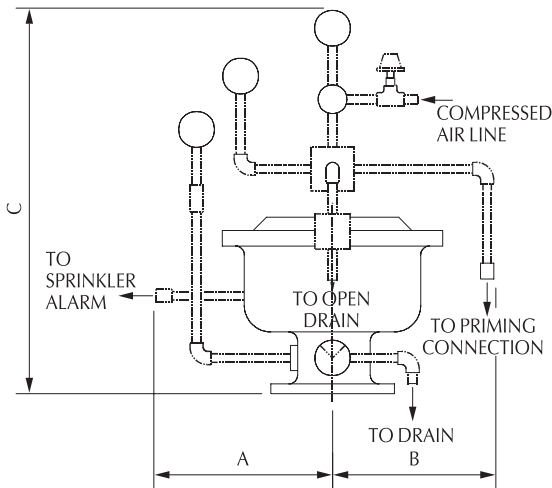 COMPRESSED
AIR LINE
C
TO
SPRINKLER
ALARM
TO OPEN
DRAIN
TO PRIMING
CONNECTION
TO DRAIN
A
B